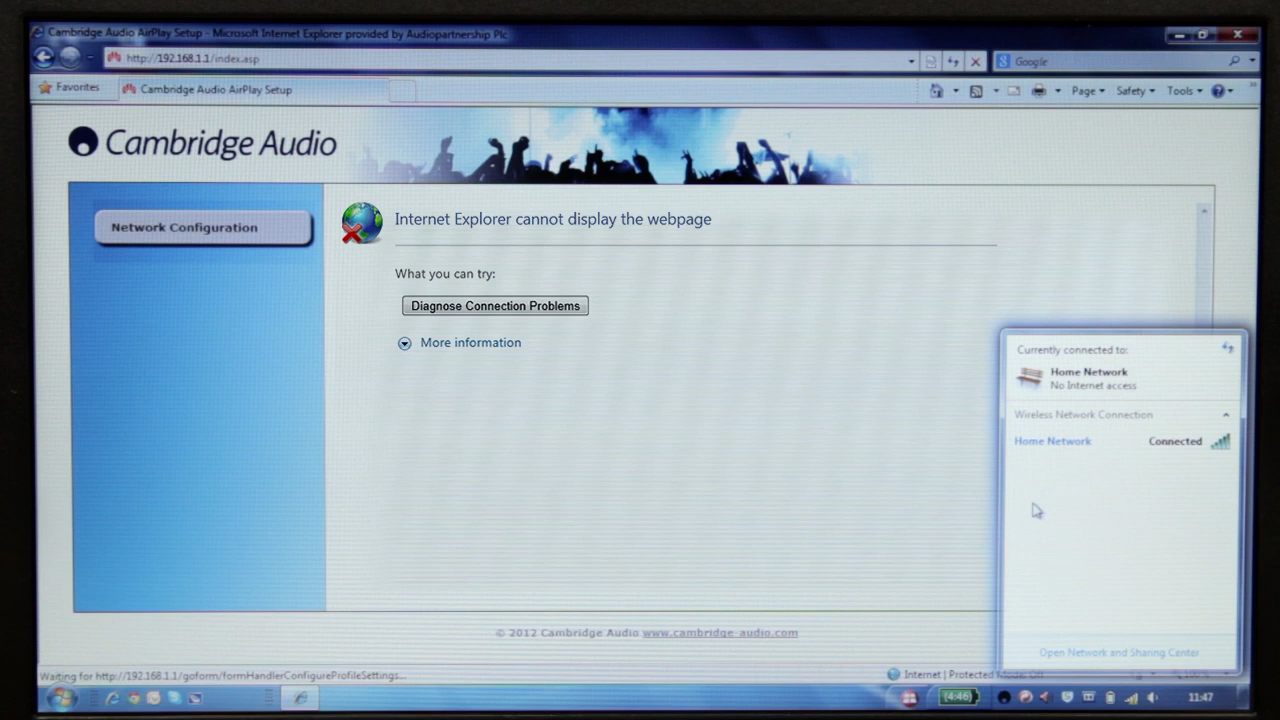 Cambridge Audio AirPlay Setup - Microsoft Internet Explorer provided by Audiopartnership Plc
http://192.168.1.1/index.asp
Google
Favorites
Cambridge Audio AirPlay Setup
Page
Safety
Tools
Cambridge Audio
Network Configuration
Internet Explorer cannot display the webpage
What you can try:
Diagnose Connection Problems
More information
Currently connected to:
Home Network
No Internet access
Wireless Network Connection
Home Network Connected
Open Network and Sharing Center
© 2012 Cambridge Audio www.cambridge-audio.com
Waiting for http://192.168.1.1/goform/formHandlerConfigureProfileSettings...
Internet | Protected Mode: Off
(4:46)
11:47